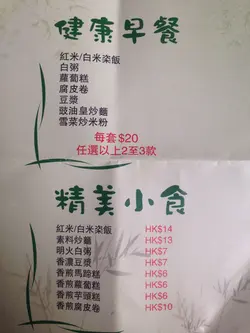 健康早餐
紅米/白米粢飯
白粥
蘿蔔糕
腐皮卷
豆漿
豉油皇炒麵
雪菜炒米粉
每套$20
任選以上2至3款
精美小食
紅米/白米粢飯 HK$14
素料炒麵 HK$13
明火白粥 HK$7
香濃豆漿 HK$7
香煎馬蹄糕 HK$6
香煎蘿蔔糕 HK$6
香煎芋頭糕 HK$6
香煎腐皮卷 HK$10